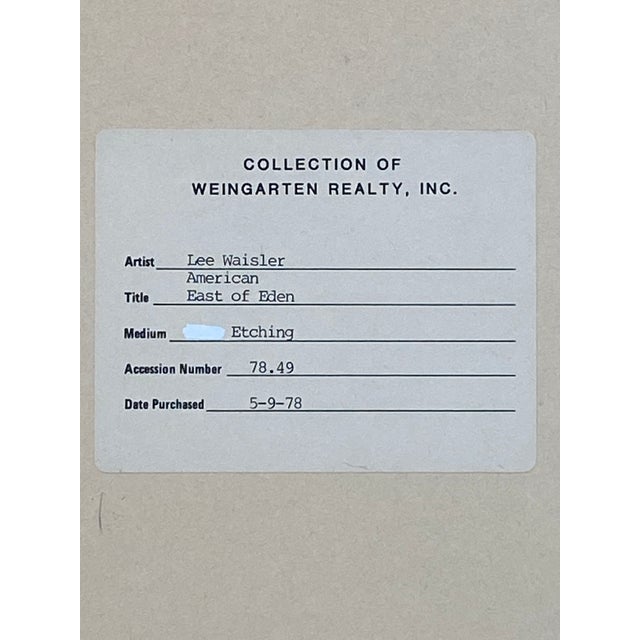 COLLECTION OF
WEINGARTEN REALTY, INC.
Artist Lee Waisler
American
Title East of Eden
Medium Etching
Accession Number 78.49
Date Purchased 5-9-78